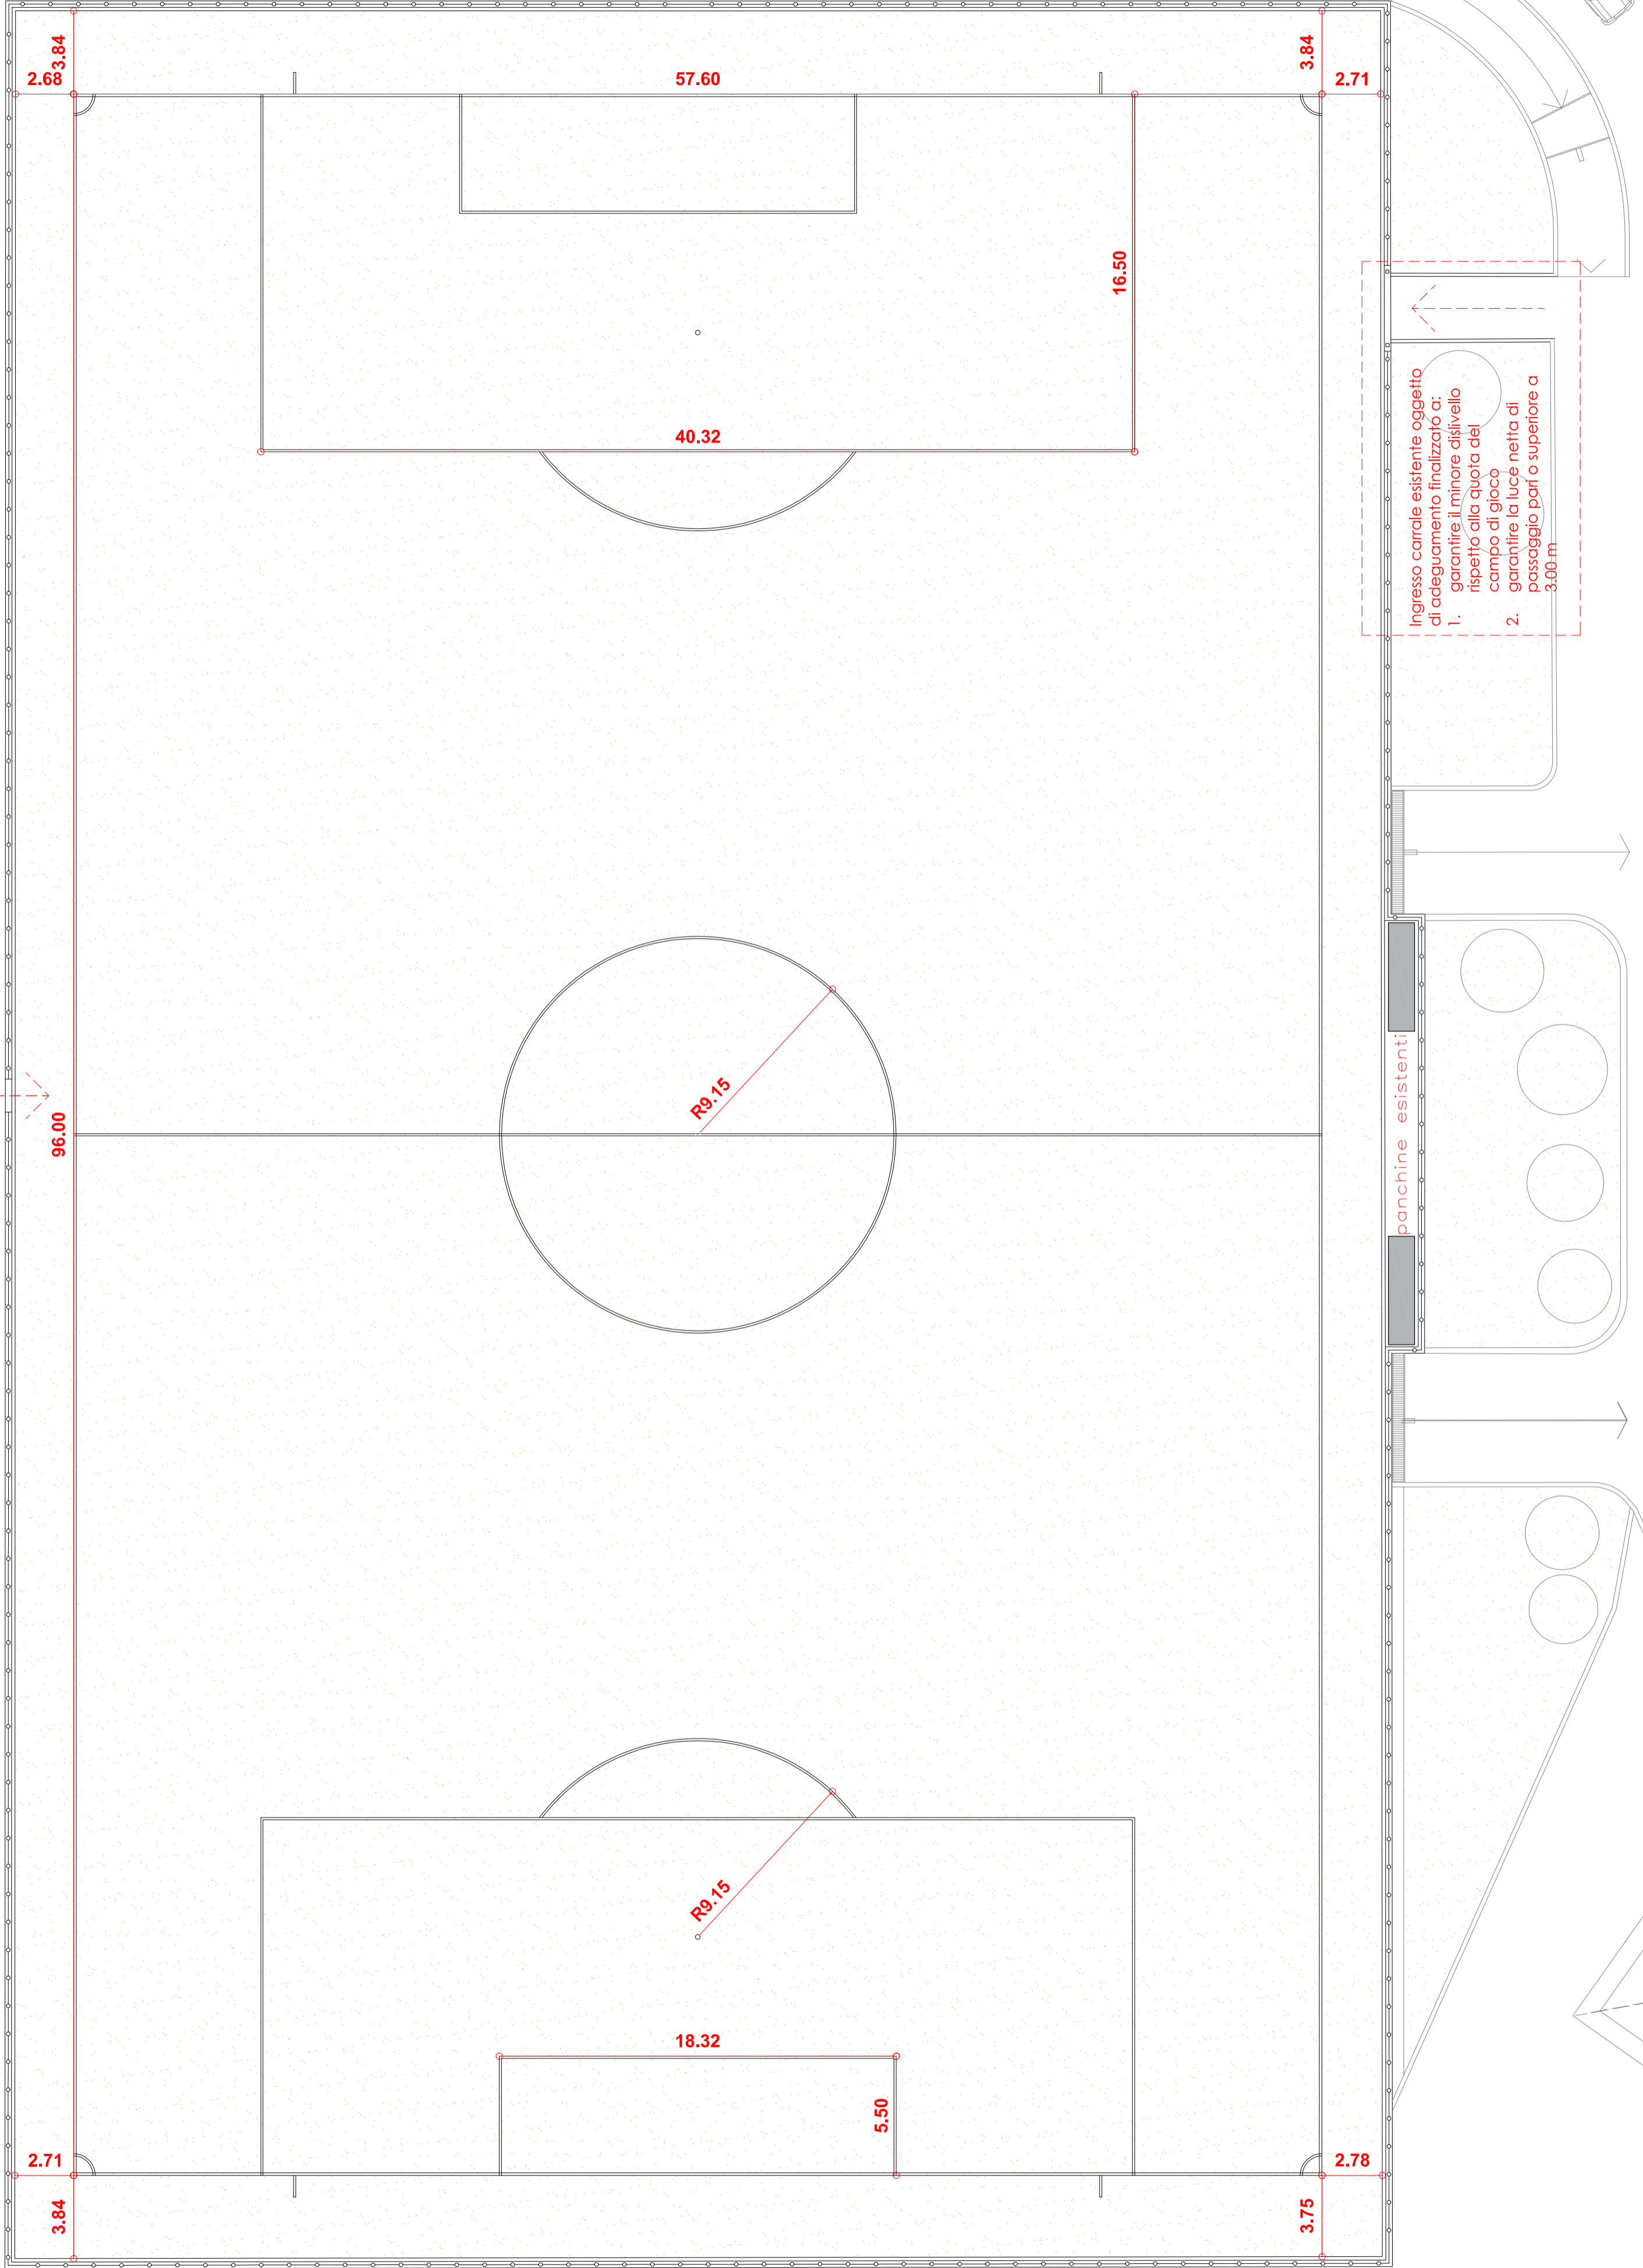 3.84
3.84
2.68
57.60
2.71
16.50
40.32
Ingresso carrale esistente oggetto
di adeguamento finalizzato a:
1. garantire il minore dislivello
rispetto alla quota del
campo di gioco
2. garantire la luce netta di
passaggio pari o superiore a
3.00 m
R9.15
96.00
panchine esistenti
R9.15
18.32
5.50
2.71
2.78
3.84
3.75